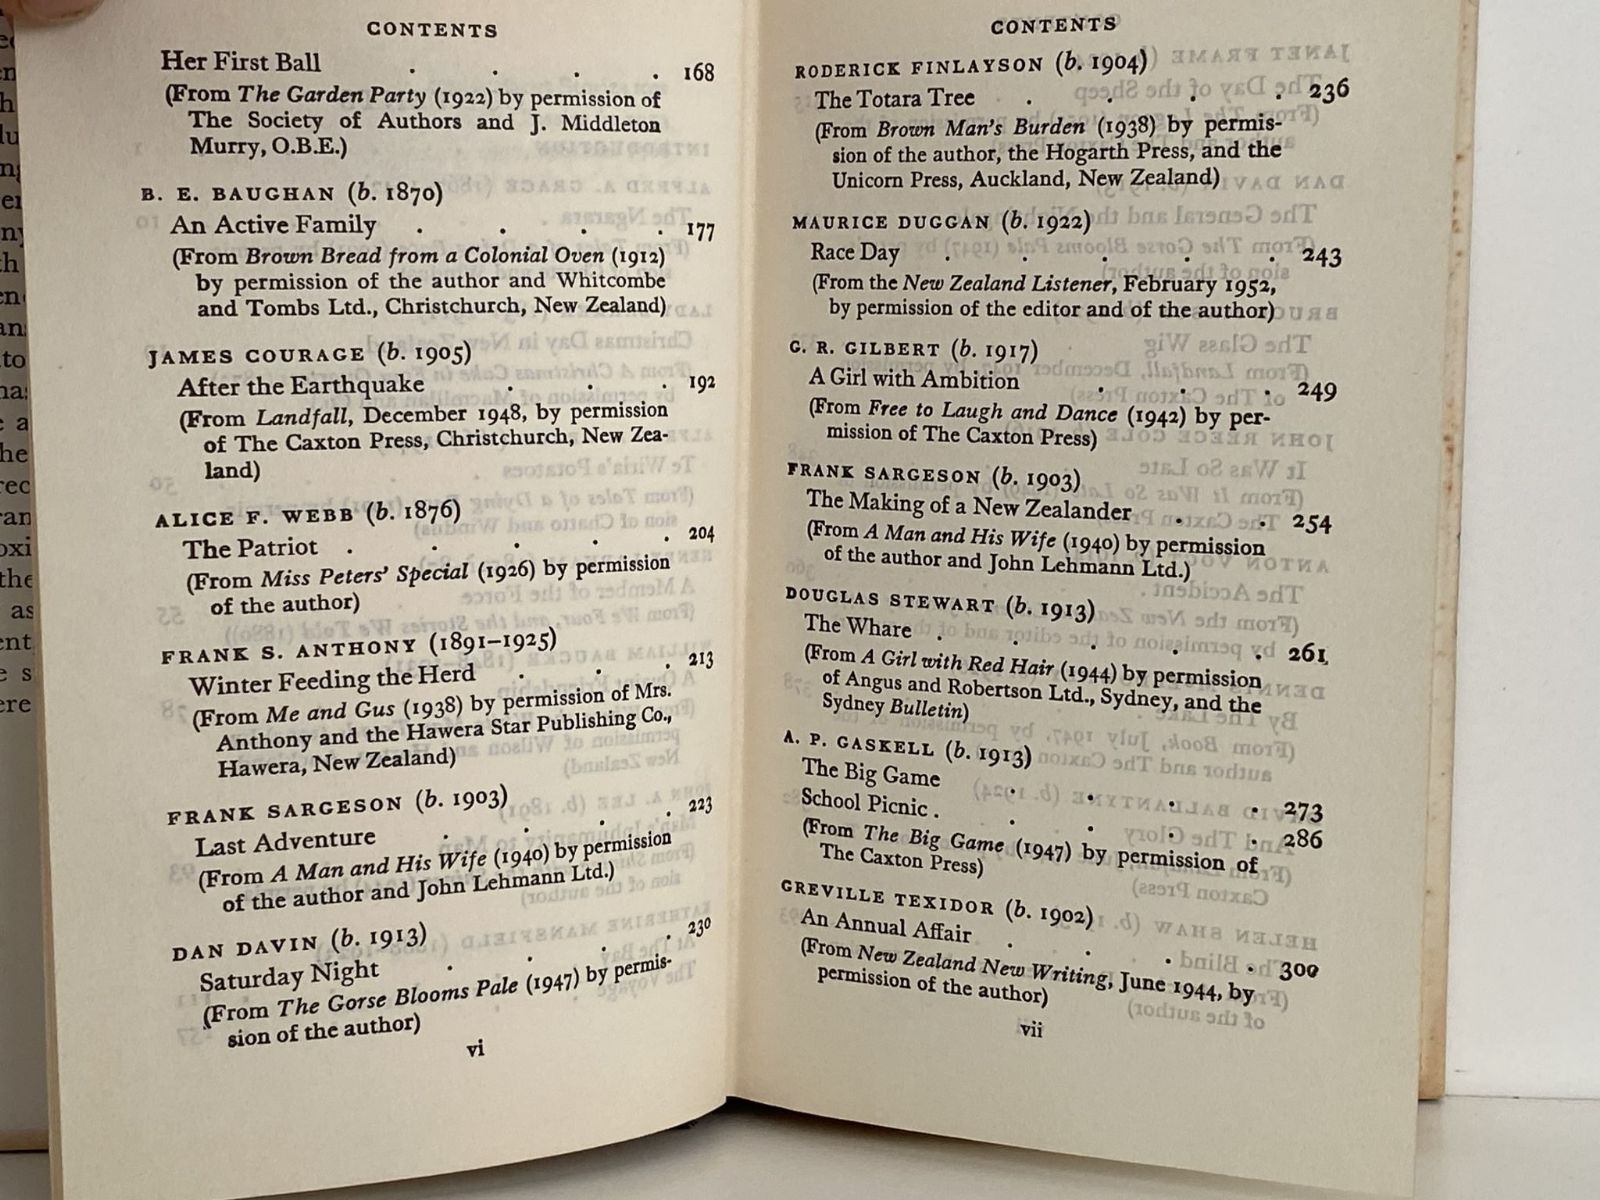 CONTENTS
Her First Ball . . . . 168
(From The Garden Party (1922) by permission of
The Society of Authors and J. Middleton
Murry, O.B.E.)
B. E. BAUGHAN (b. 1870)
An Active Family . . . . 177
(From Brown Bread from a Colonial Oven (1912)
by permission of the author and Whitcombe
and Tombs Ltd., Christchurch, New Zealand)
JAMES COURAGE (b. 1905)
After the Earthquake . . . 192
(From Landfall, December 1948, by permission
of The Caxton Press, Christchurch, New Zea-
land)
ALICE F. WEBB (b. 1876)
The Patriot . . . . . 204
(From Miss Peters' Special (1926) by permission
of the author)
FRANK S. ANTHONY (1891-1925)
Winter Feeding the Herd . . . 213
(From Me and Gus (1938) by permission of Mrs.
Anthony and the Hawera Star Publishing Co.,
Hawera, New Zealand)
FRANK SARGESON (b. 1903)
Last Adventure . . . . 223
(From A Man and His Wife (1940) by permission
of the author and John Lehmann Ltd.)
DAN DAVIN (b. 1913)
Saturday Night . . . . 230
(From The Gorse Blooms Pale (1947) by permis-
sion of the author)
vi
CONTENTS
RODERICK FINLAYSON (b. 1904)
The Totara Tree . . . . 236
(From Brown Man's Burden (1938) by permis-
sion of the author, the Hogarth Press, and the
Unicorn Press, Auckland, New Zealand)
MAURICE DUGGAN (b. 1922)
Race Day . . . . . 243
(From the New Zealand Listener, February 1952,
by permission of the editor and of the author)
G. R. GILBERT (b. 1917)
A Girl with Ambition . . . 249
(From Free to Laugh and Dance (1942) by per-
mission of The Caxton Press)
FRANK SARGESON (b. 1903)
The Making of a New Zealander . . 254
(From A Man and His Wife (1940) by permission
of the author and John Lehmann Ltd.)
DOUGLAS STEWART (b. 1913)
The Whare . . . . . 261
(From A Girl with Red Hair (1944) by permission
of Angus and Robertson Ltd., Sydney, and the
Sydney Bulletin)
A. P. GASKELL (b. 1913)
The Big Game . . . . 273
School Picnic . . . . . 286
(From The Big Game (1947) by permission of
The Caxton Press)
GREVILLE TEXIDOR (b. 1902)
An Annual Affair . . . . 300
(From New Zealand New Writing, June 1944, by
permission of the author)
vii